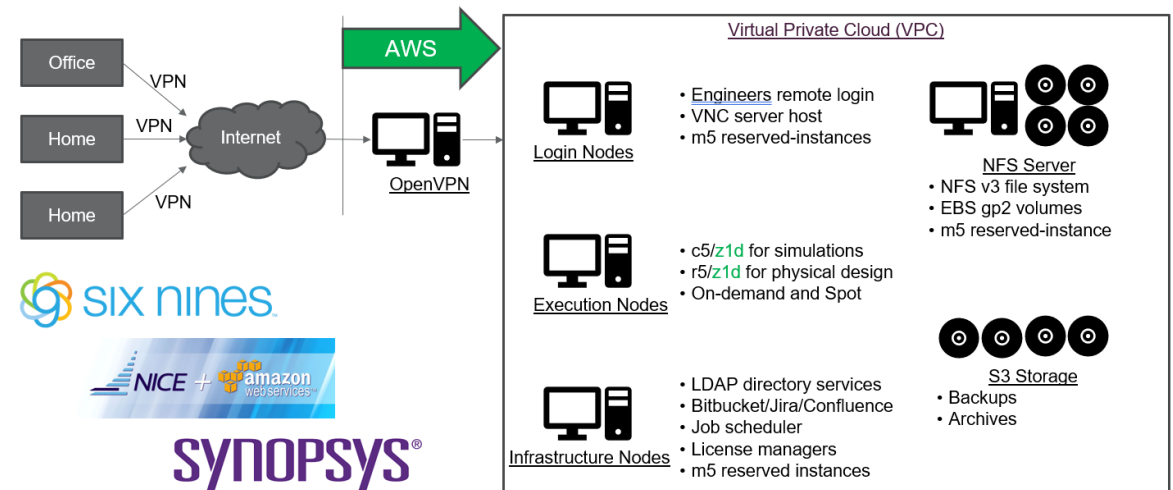 Office
Home
Home
VPN
VPN
VPN
Internet
AWS
OpenVPN
Virtual Private Cloud (VPC)
Login Nodes
• Engineers remote login
• VNC server host
• m5 reserved-instances
NFS Server
• NFS v3 file system
• EBS gp2 volumes
• m5 reserved-instance
Execution Nodes
• c5/z1d for simulations
• r5/z1d for physical design
• On-demand and Spot
S3 Storage
• Backups
• Archives
Infrastructure Nodes
• LDAP directory services
• Bitbucket/Jira/Confluence
• Job scheduler
• License managers
• m5 reserved instances
SIX NINES™
NICE + amazon
web services™
SYNOPSYS®